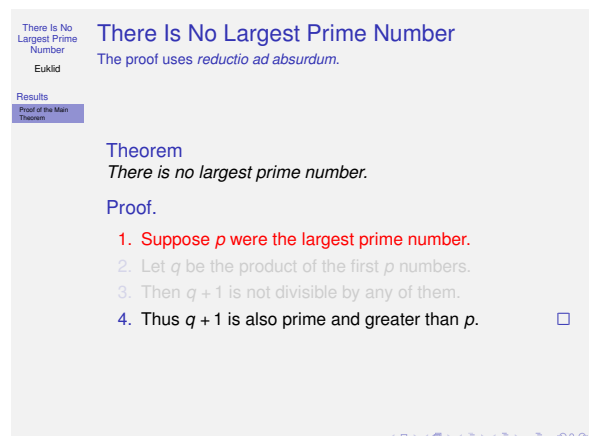 There Is No
Largest Prime
Number
Euklid
Results
Proof of the Main
Theorem
There Is No Largest Prime Number
The proof uses reductio ad absurdum.
Theorem
There is no largest prime number.
Proof.
1. Suppose p were the largest prime number.
2. Let q be the product of the first p numbers.
3. Then q + 1 is not divisible by any of them.
4. Thus q + 1 is also prime and greater than p.